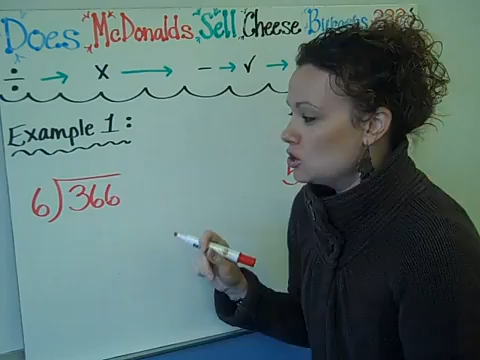 Does McDonalds Sell Cheese Burgers ???
÷ → x → - → ✓ →
Example 1:
6)366